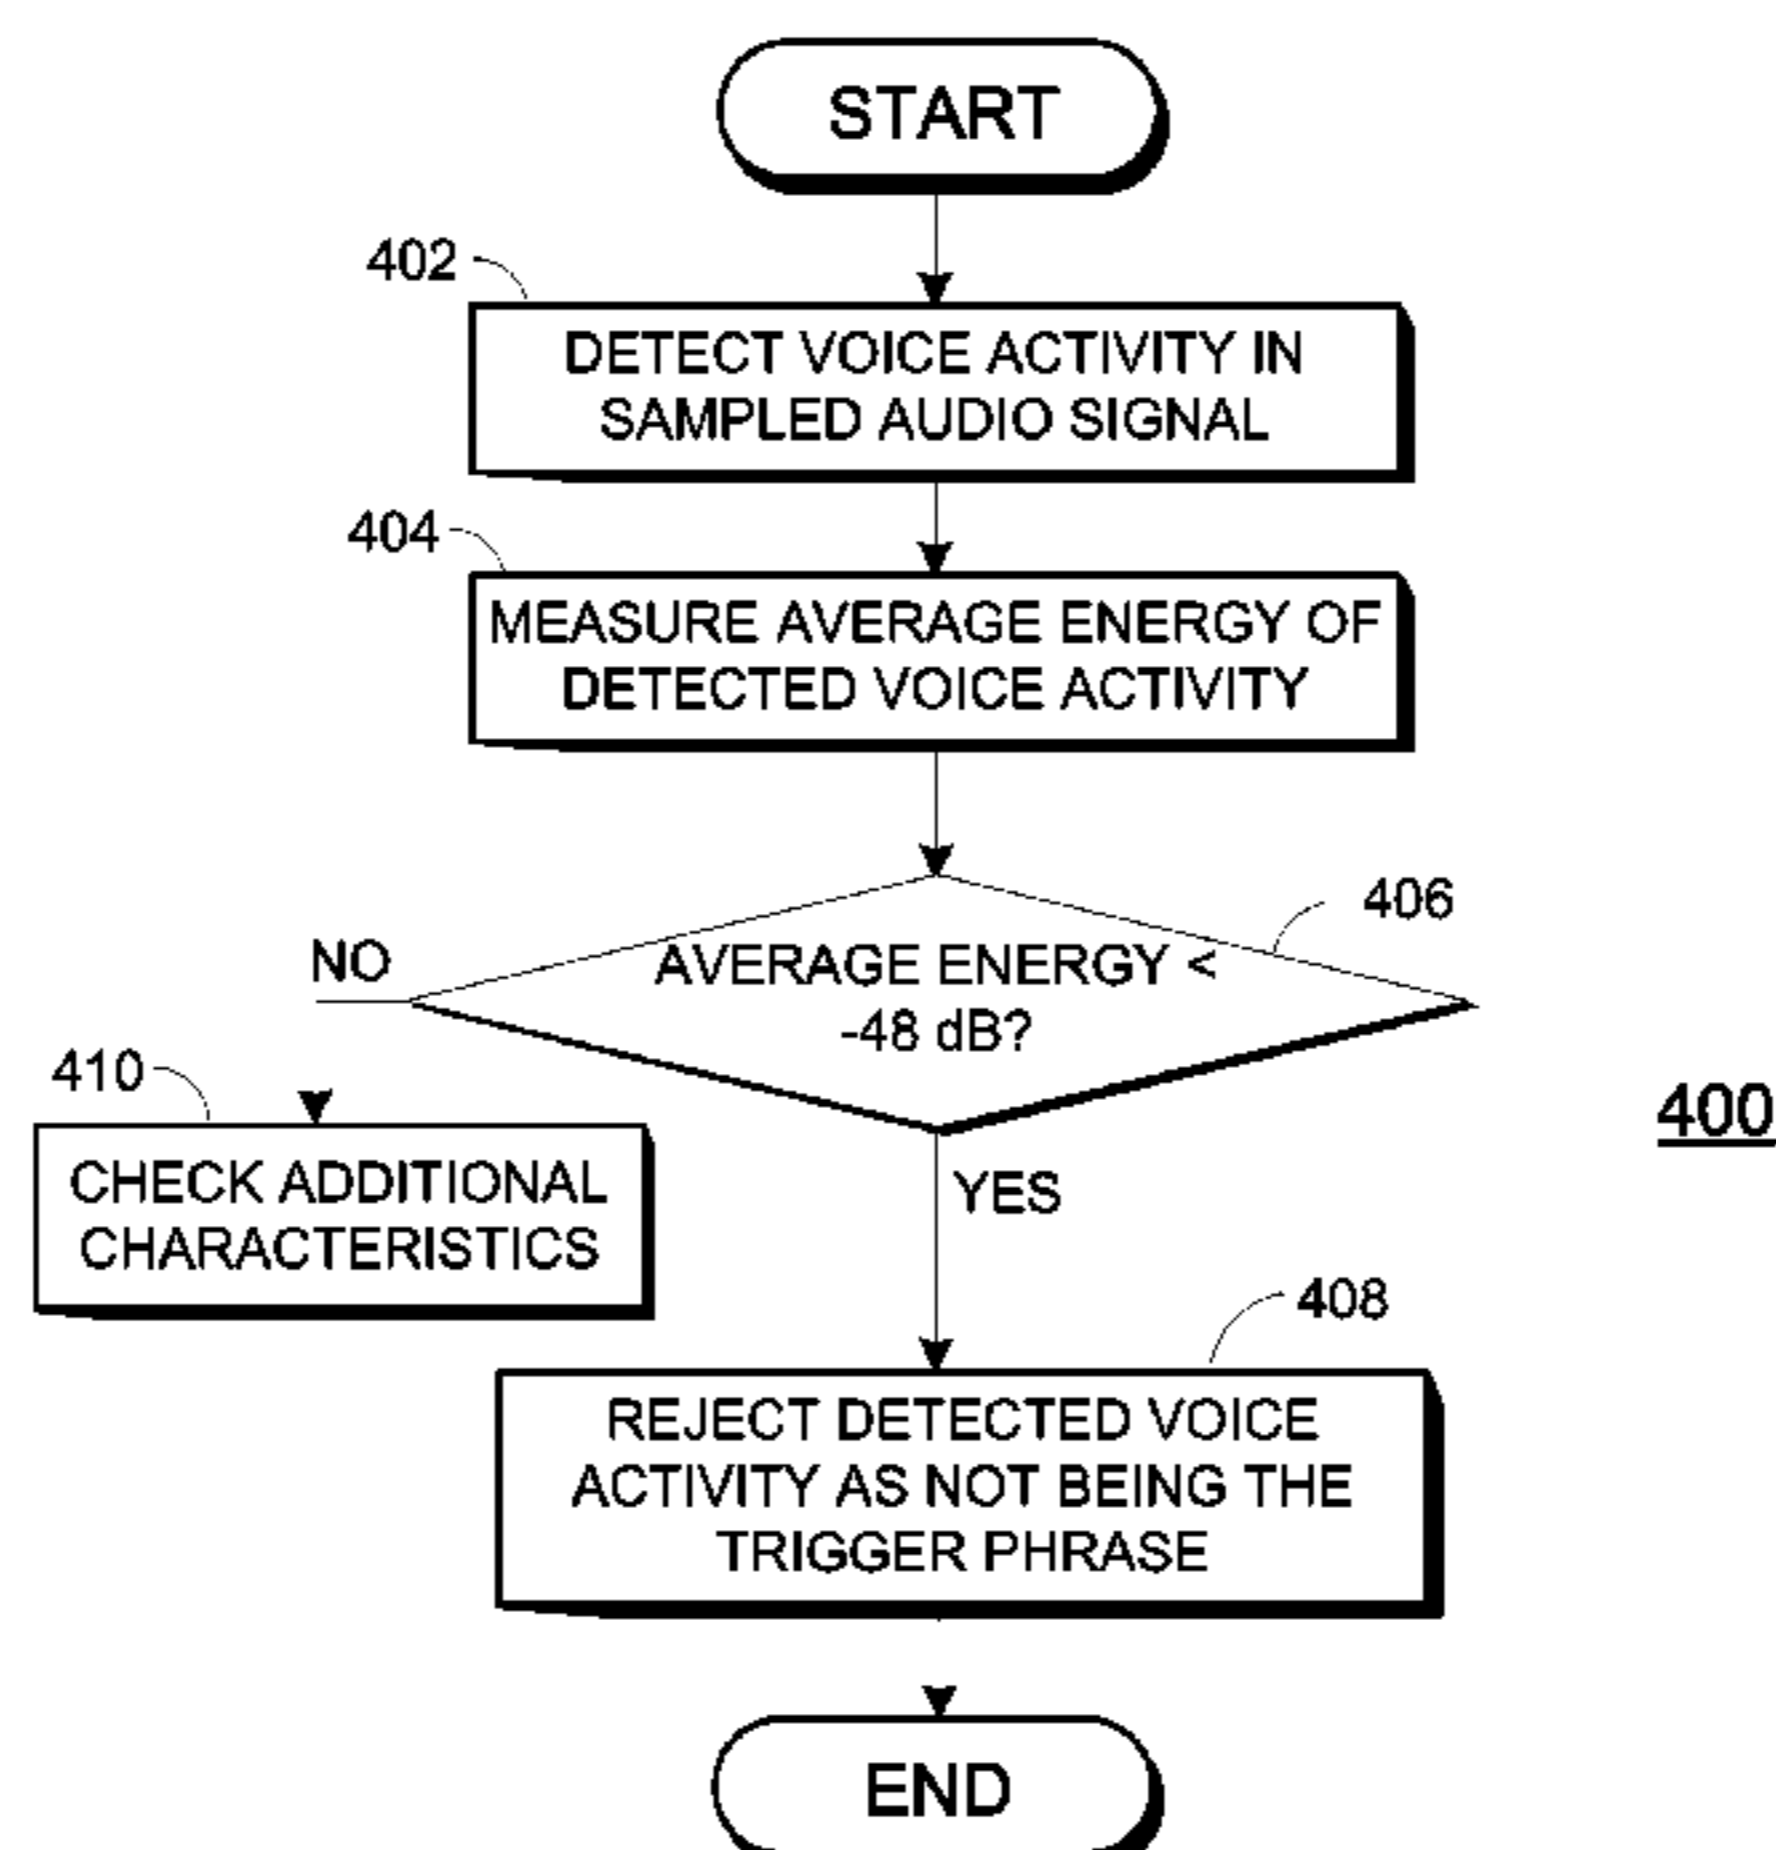 START
402
DETECT VOICE ACTIVITY IN
SAMPLED AUDIO SIGNAL
404
MEASURE AVERAGE ENERGY OF
DETECTED VOICE ACTIVITY
406
NO
AVERAGE ENERGY <
-48 dB?
410
CHECK ADDITIONAL
CHARACTERISTICS
400
YES
408
REJECT DETECTED VOICE
ACTIVITY AS NOT BEING THE
TRIGGER PHRASE
END